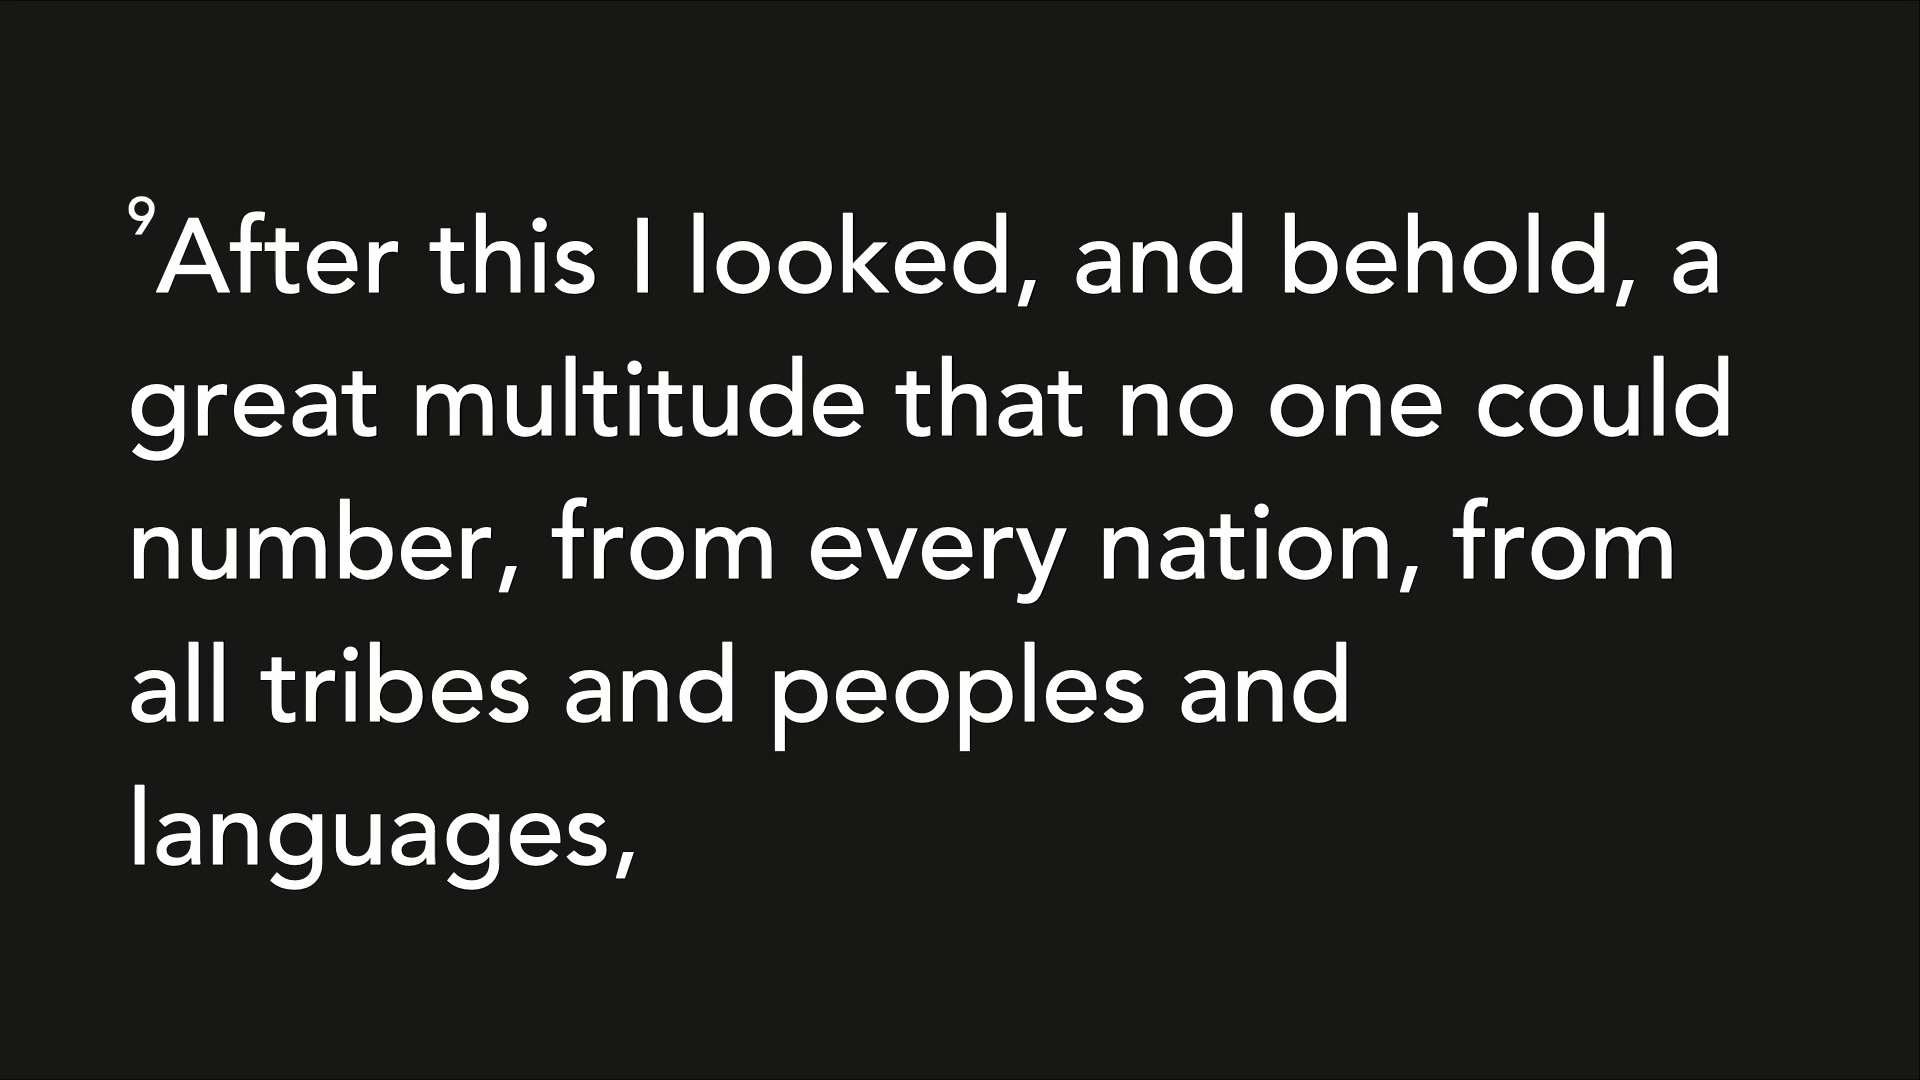 ⁹After this I looked, and behold, a
great multitude that no one could
number, from every nation, from
all tribes and peoples and
languages,